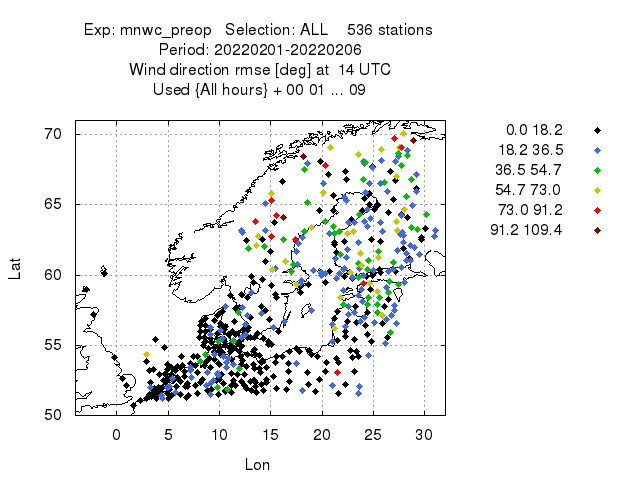 Exp: mnwc_preop Selection: ALL 536 stations
Period: 20220201-20220206
Wind direction rmse [deg] at 14 UTC
Used {All hours} + 00 01 ... 09
0.0 18.2
18.2 36.5
36.5 54.7
54.7 73.0
73.0 91.2
91.2 109.4
70
65
60
55
50
Lat
0 5 10 15 20 25 30
Lon